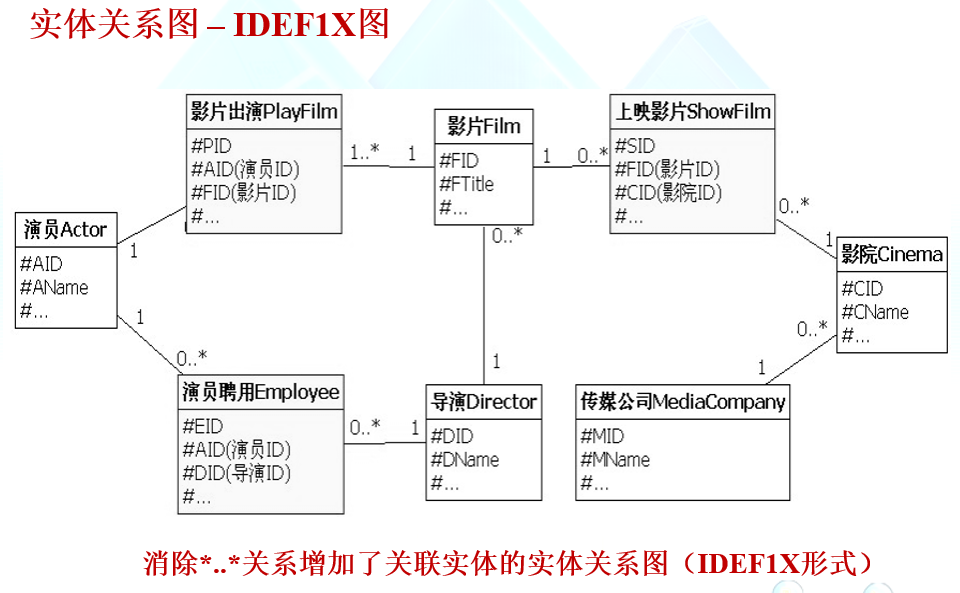 实体关系图 – IDEF1X图
影片出演PlayFilm
#PID
#AID(演员ID)
#FID(影片ID)
#...
1..*
1
影片Film
#FID
#FTitle
#...
1
0..*
上映影片ShowFilm
#SID
#FID(影片ID)
#CID(影院ID)
#...
演员Actor
#AID
#AName
#...
1
1
0..*
0..*
1
0..*
1
影院Cinema
#CID
#CName
#...
0..*
1
演员聘用Employee
#EID
#AID(演员ID)
#DID(导演ID)
#...
0..*
1
导演Director
#DID
#DName
#...
传媒公司MediaCompany
#MID
#MName
#...
消除*..*关系增加了关联实体的实体关系图（IDEF1X形式）